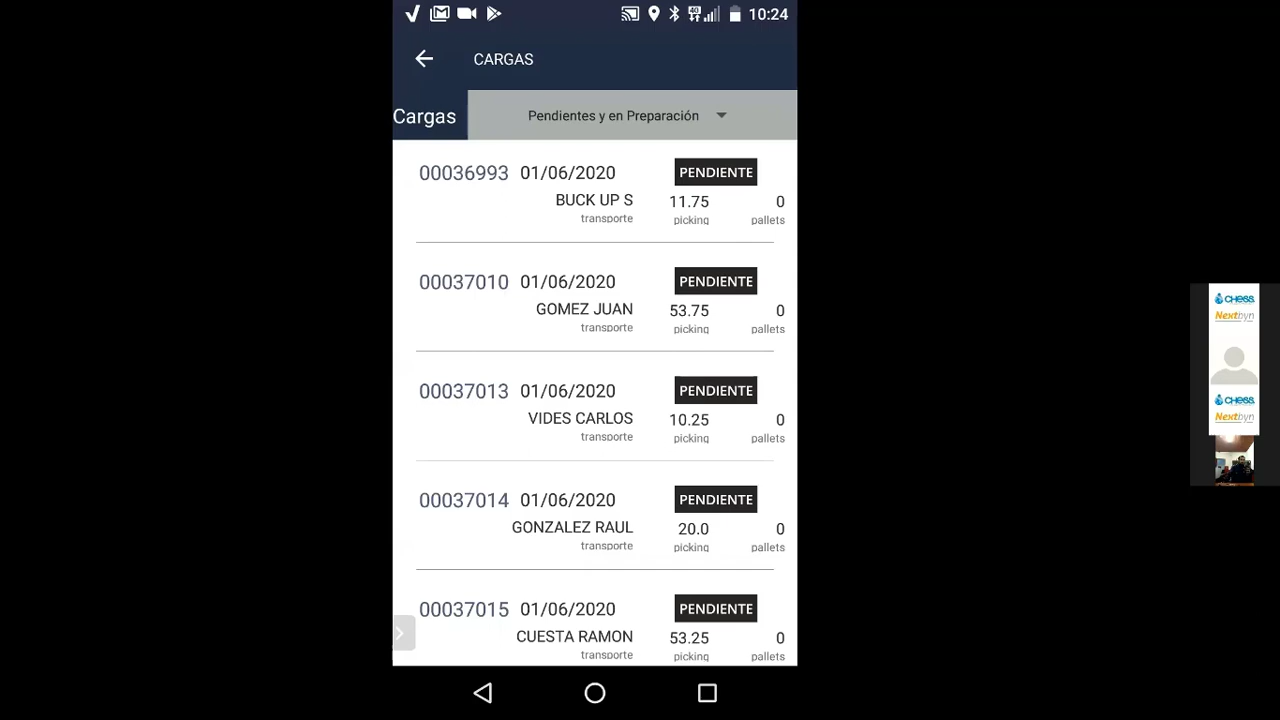 4G 10:24
CARGAS
Cargas Pendientes y en Preparación
00036993 01/06/2020 PENDIENTE
BUCK UP S 11.75 0
transporte picking pallets
00037010 01/06/2020 PENDIENTE
GOMEZ JUAN 53.75 0
transporte picking pallets
00037013 01/06/2020 PENDIENTE
VIDES CARLOS 10.25 0
transporte picking pallets
00037014 01/06/2020 PENDIENTE
GONZALEZ RAUL 20.0 0
transporte picking pallets
00037015 01/06/2020 PENDIENTE
CUESTA RAMON 53.25 0
transporte picking pallets
CHESS
Nextbyn
CHESS
Nextbyn